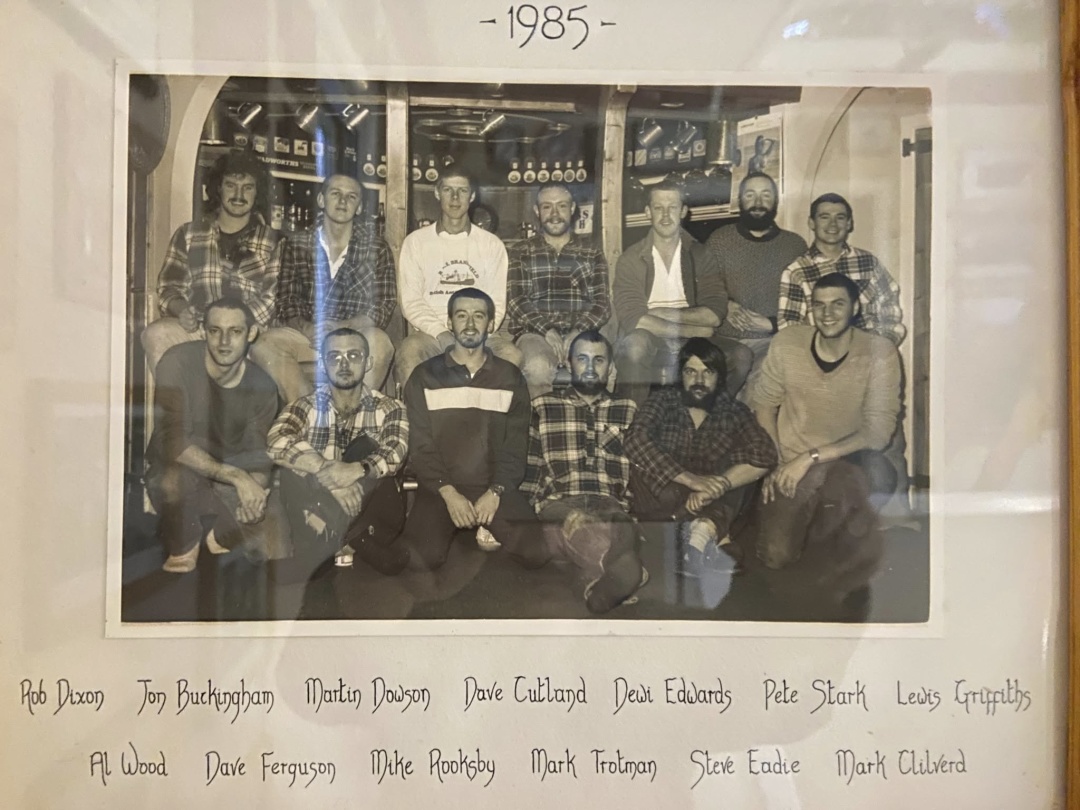 - 1985 -
Rob Dixon Jon Buckingham Martin Dowson Dave Cutland Dewi Edwards Pete Stark Lewis Griffiths
Al Wood Dave Ferguson Mike Rooksby Mark Trotman Steve Eadie Mark Clilverd